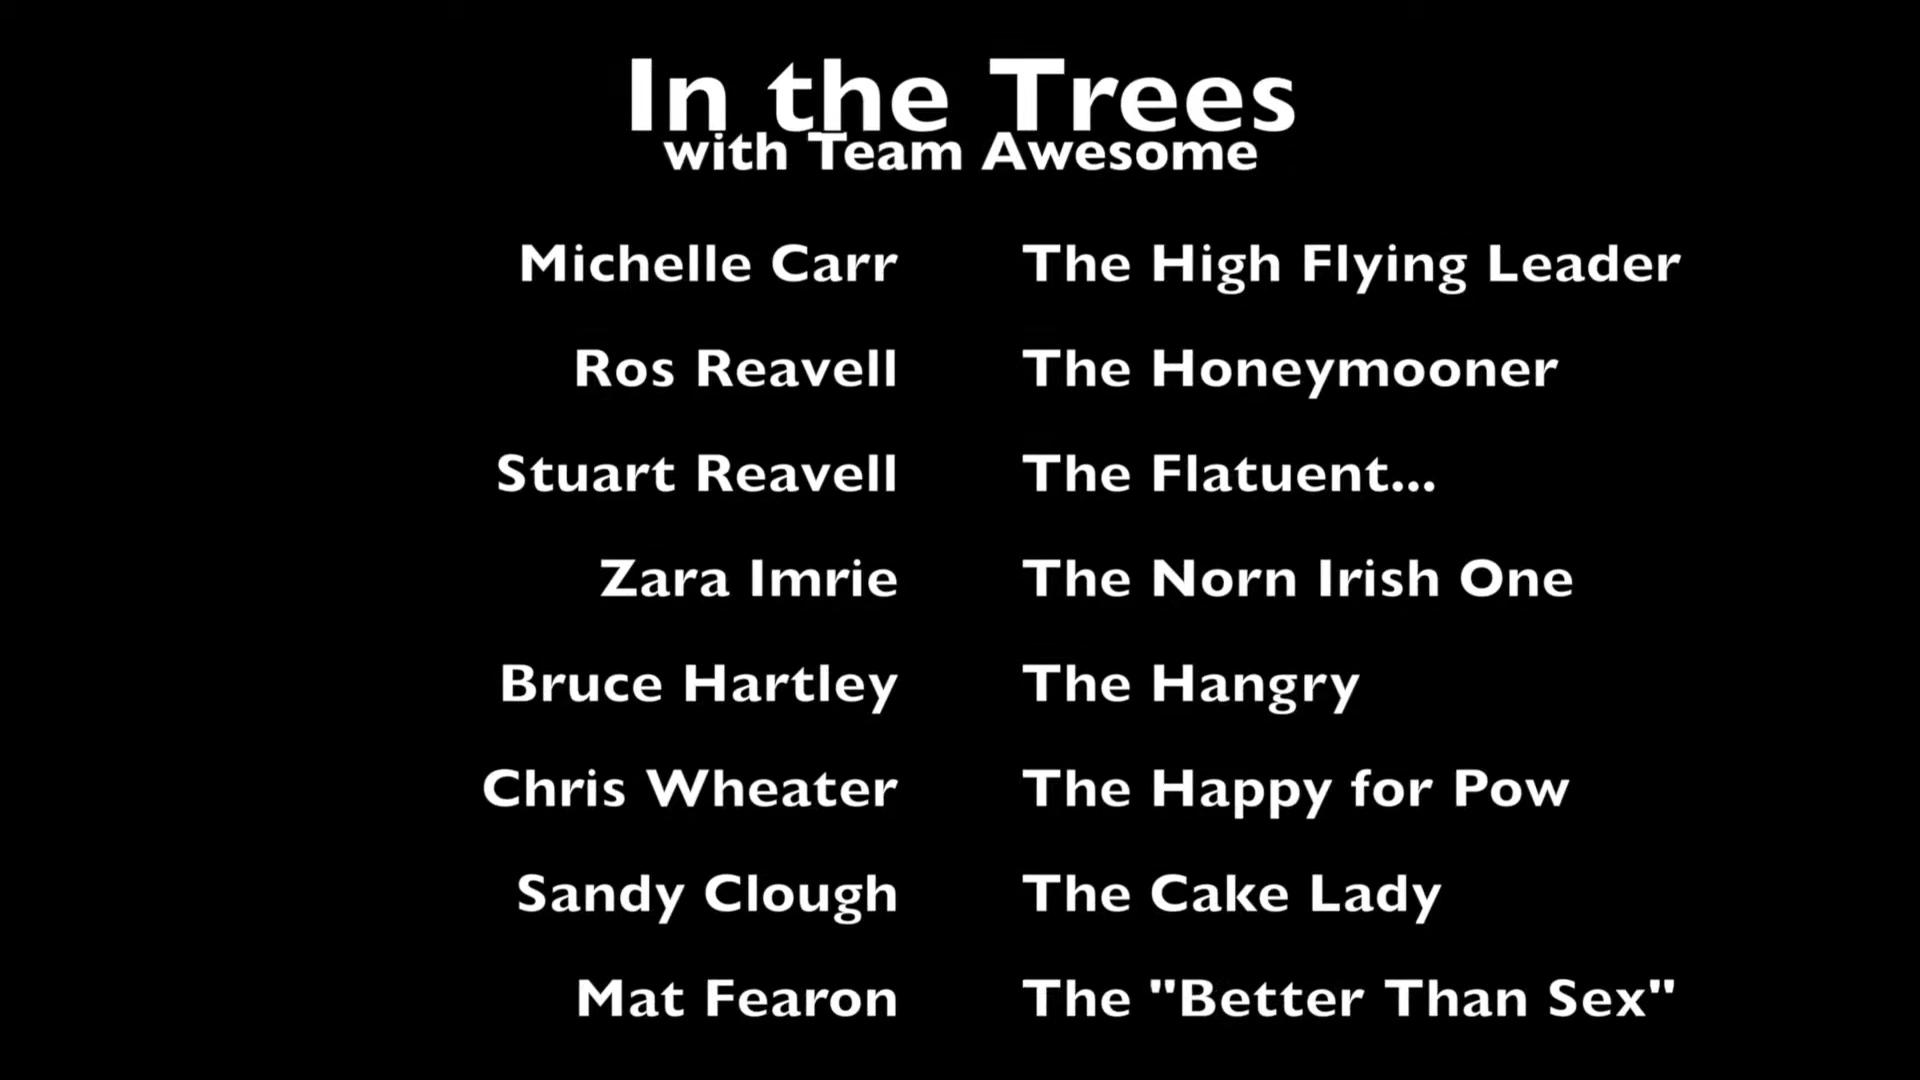 In the Trees
with Team Awesome
Michelle Carr The High Flying Leader
Ros Reavell The Honeymooner
Stuart Reavell The Flatuent...
Zara Imrie The Norn Irish One
Bruce Hartley The Hangry
Chris Wheater The Happy for Pow
Sandy Clough The Cake Lady
Mat Fearon The "Better Than Sex"